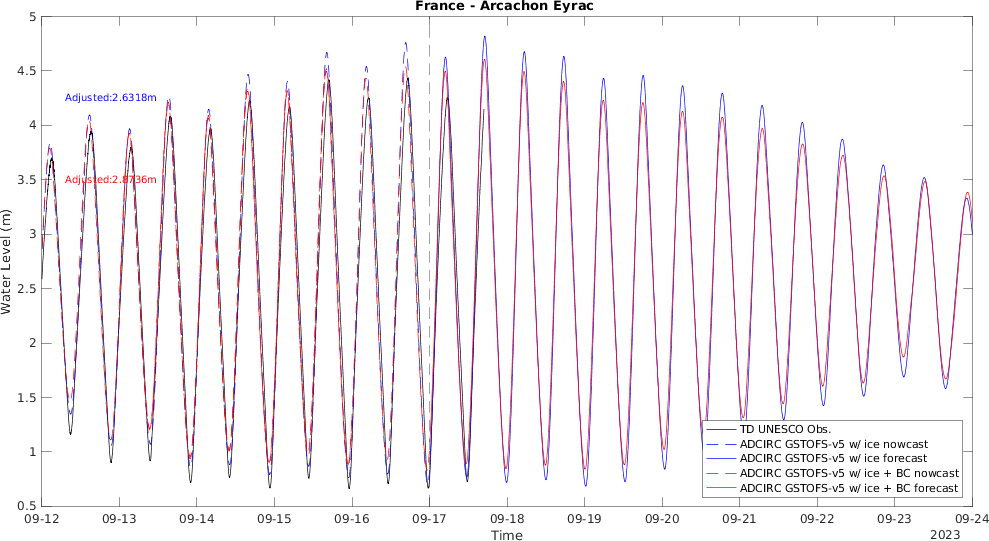 France - Arcachon Eyrac
5
4.5
4
3.5
3
2.5
2
1.5
1
0.5
Water Level (m)
Adjusted:2.6318m
Adjusted:2.8736m
TD UNESCO Obs.
ADCIRC GSTOFS-v5 w/ ice nowcast
ADCIRC GSTOFS-v5 w/ ice forecast
ADCIRC GSTOFS-v5 w/ ice + BC nowcast
ADCIRC GSTOFS-v5 w/ ice + BC forecast
09-12 09-13 09-14 09-15 09-16 09-17 09-18 09-19 09-20 09-21 09-22 09-23 09-24
Time
2023